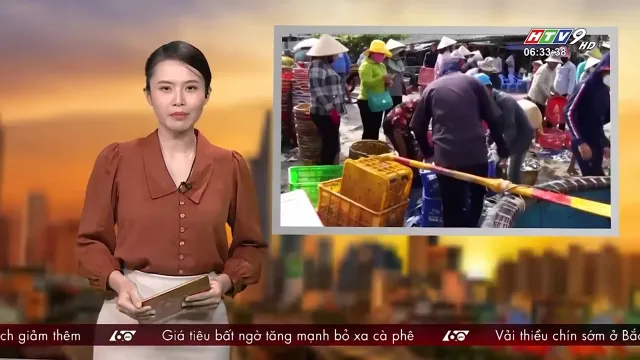 HTV9 HD
06:33:38
ch giảm thêm 60 Giá tiêu bất ngờ tăng mạnh bỏ xa cà phê 60 Vải thiều chín sớm ở Bắ